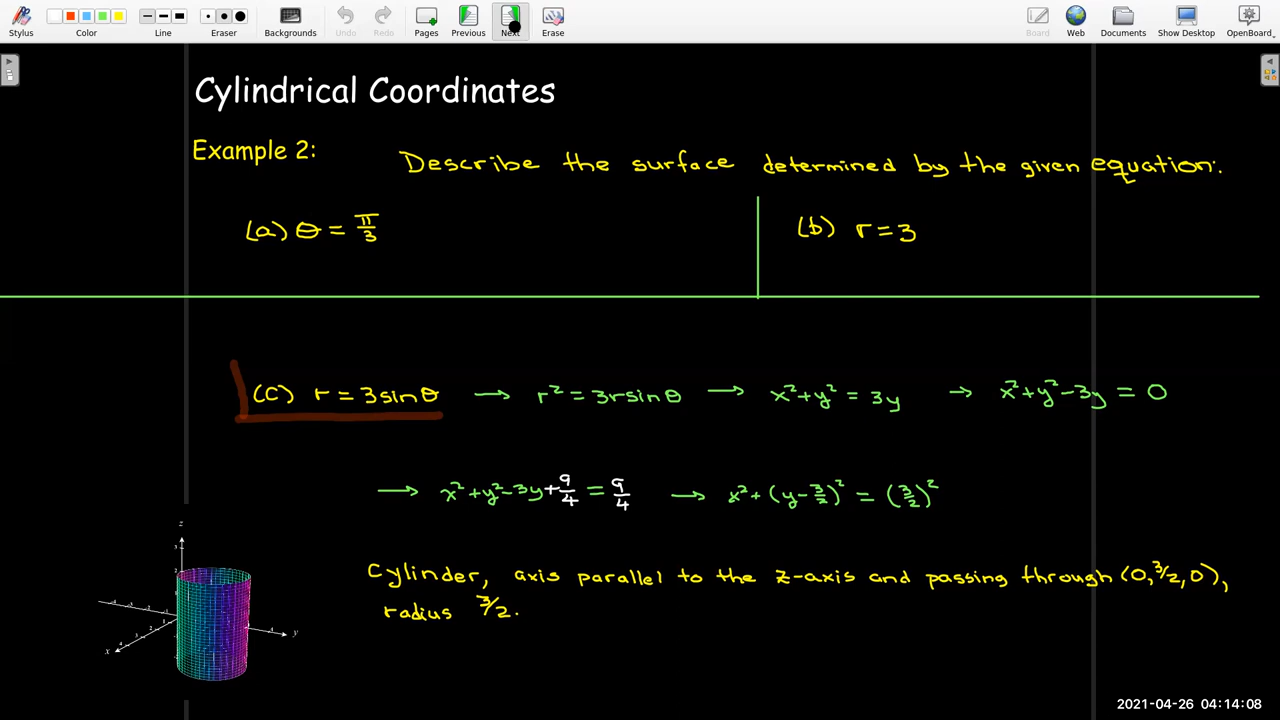 Stylus Color Line Eraser Backgrounds Undo Redo Pages Previous Next Erase Board Web Documents Show Desktop OpenBoard
Cylindrical Coordinates
Example 2: Describe the surface determined by the given equation:
(a) θ = π/3 (b) r = 3
(c) r = 3sinθ → r² = 3rsinθ → x²+y² = 3y → x²+y²-3y = 0
→ x²+y²-3y+9/4 = 9/4 → x²+(y-3/2)² = (3/2)²
Cylinder, axis parallel to the z-axis and passing through (0,3/2,0),
radius 3/2.
z
y
x
2021-04-26 04:14:08